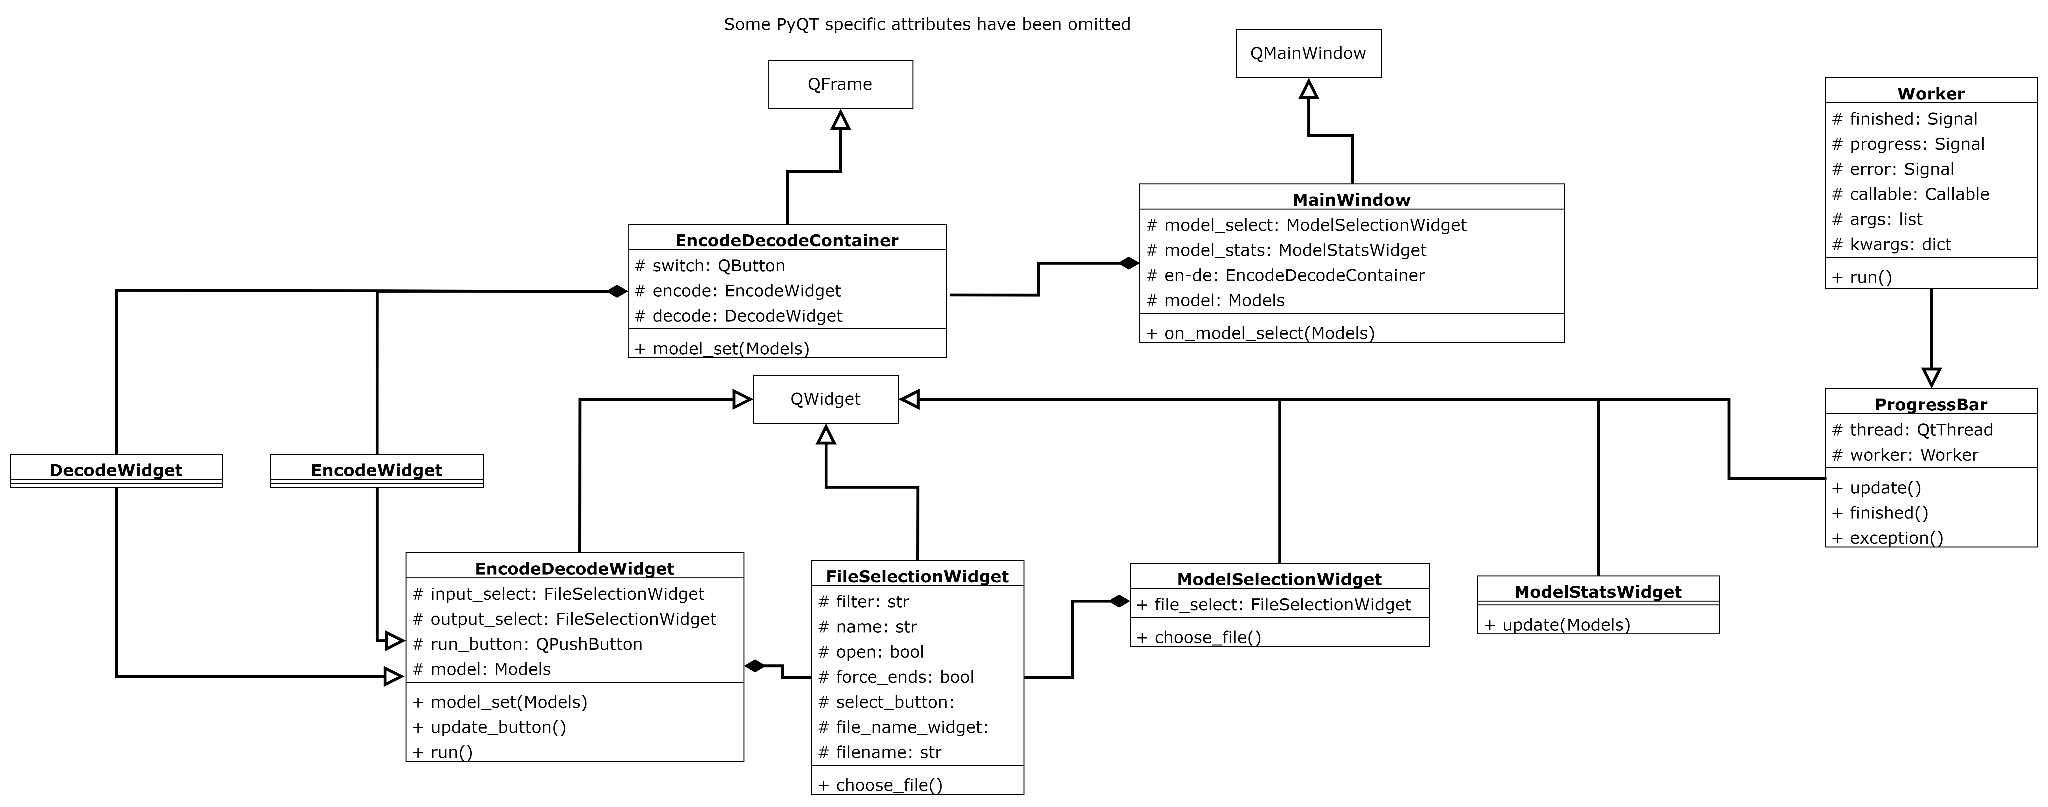 Some PyQT specific attributes have been omitted
QFrame
QMainWindow
Worker
# finished: Signal
# progress: Signal
# error: Signal
# callable: Callable
# args: list
# kwargs: dict
+ run()
EncodeDecodeContainer
# switch: QButton
# encode: EncodeWidget
# decode: DecodeWidget
+ model_set(Models)
MainWindow
# model_select: ModelSelectionWidget
# model_stats: ModelStatsWidget
# en-de: EncodeDecodeContainer
# model: Models
+ on_model_select(Models)
QWidget
ProgressBar
# thread: QtThread
# worker: Worker
+ update()
+ finished()
+ exception()
DecodeWidget
EncodeWidget
EncodeDecodeWidget
# input_select: FileSelectionWidget
# output_select: FileSelectionWidget
# run_button: QPushButton
# model: Models
+ model_set(Models)
+ update_button()
+ run()
FileSelectionWidget
# filter: str
# name: str
# open: bool
# force_ends: bool
# select_button:
# file_name_widget:
# filename: str
+ choose_file()
ModelSelectionWidget
+ file_select: FileSelectionWidget
+ choose_file()
ModelStatsWidget
+ update(Models)